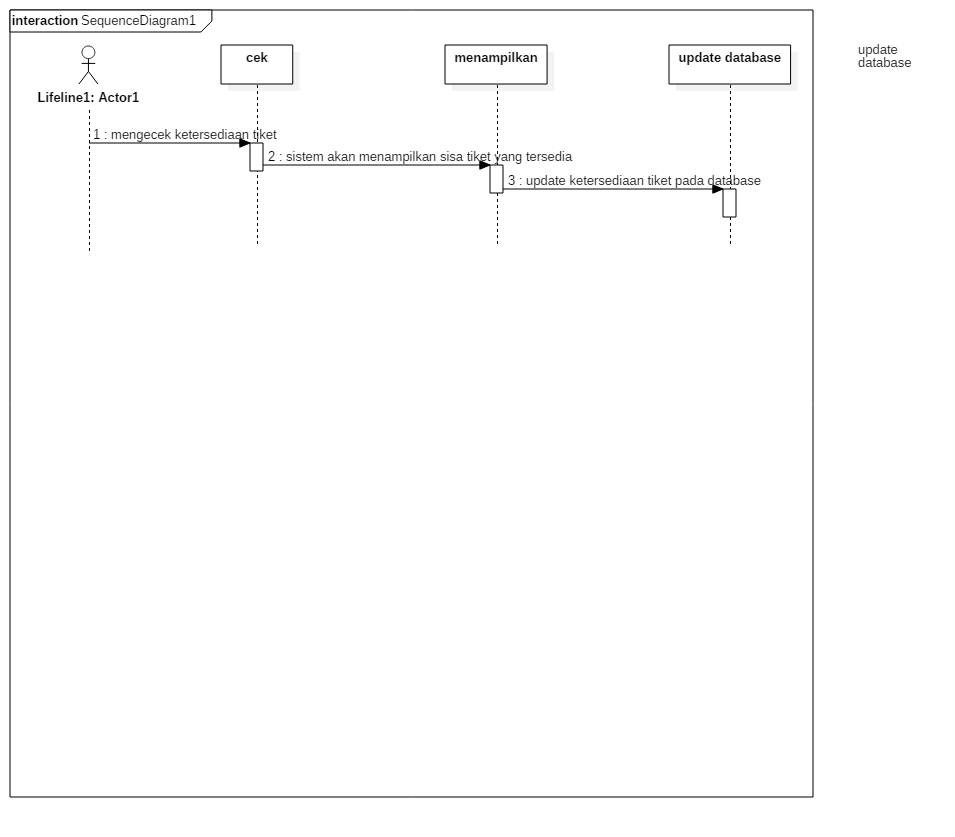 interaction SequenceDiagram1
cek
menampilkan
update database
update
database
Lifeline1: Actor1
1 : mengecek ketersediaan tiket
2 : sistem akan menampilkan sisa tiket yang tersedia
3 : update ketersediaan tiket pada database